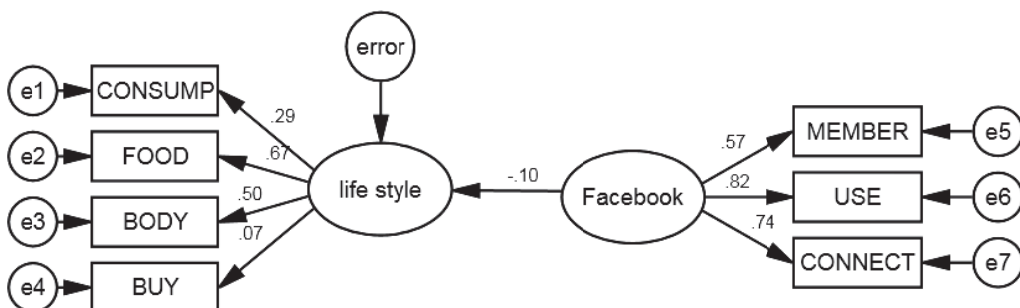 error
e1 CONSUMP .29
e2 FOOD .67
e3 BODY .50
e4 BUY .07
life style
-.10
Facebook
.57 MEMBER e5
.82 USE e6
.74 CONNECT e7